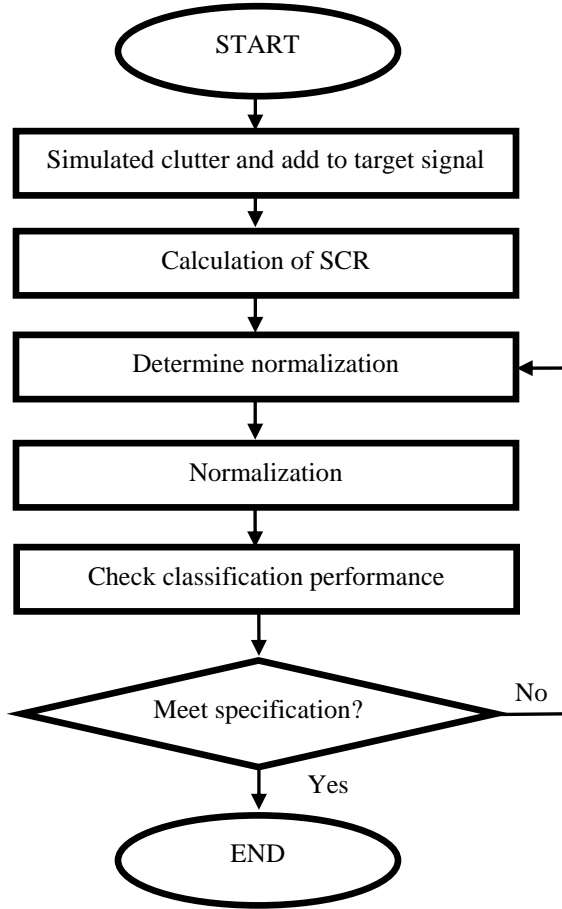 START
Simulated clutter and add to target signal
Calculation of SCR
Determine normalization
Normalization
Check classification performance
Meet specification?
No
Yes
END